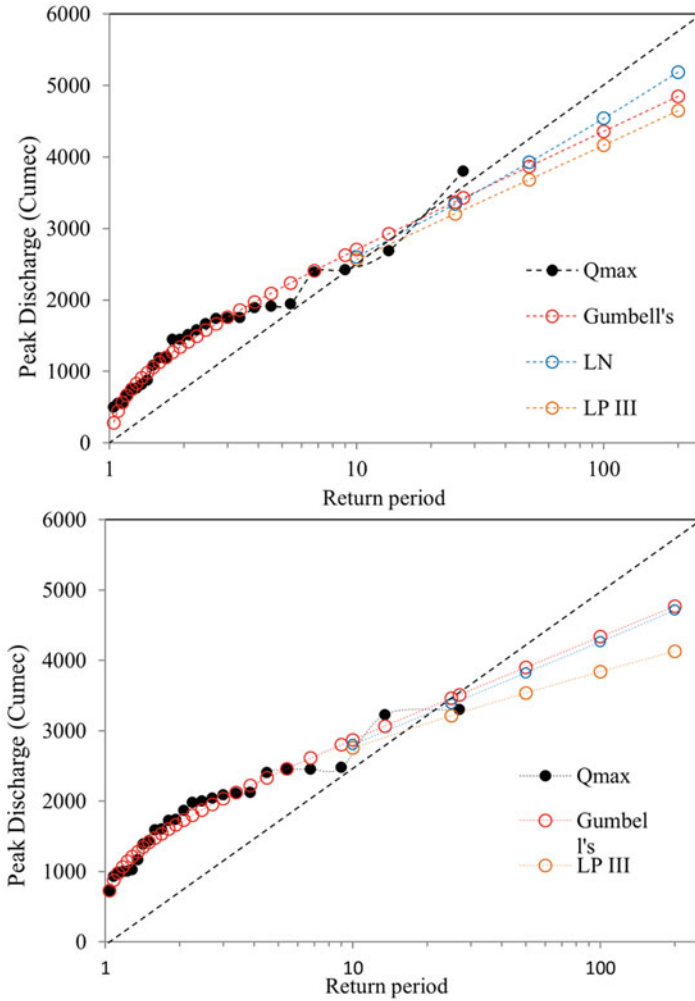 6000
5000
4000
3000
2000
1000
0
Peak Discharge (Cumec)
Qmax
Gumbell's
LN
LP III
1
10
100
Return period
6000
5000
4000
3000
2000
1000
0
Peak Discharge (Cumec)
Qmax
Gumbel
l's
LP III
1
10
100
Return period